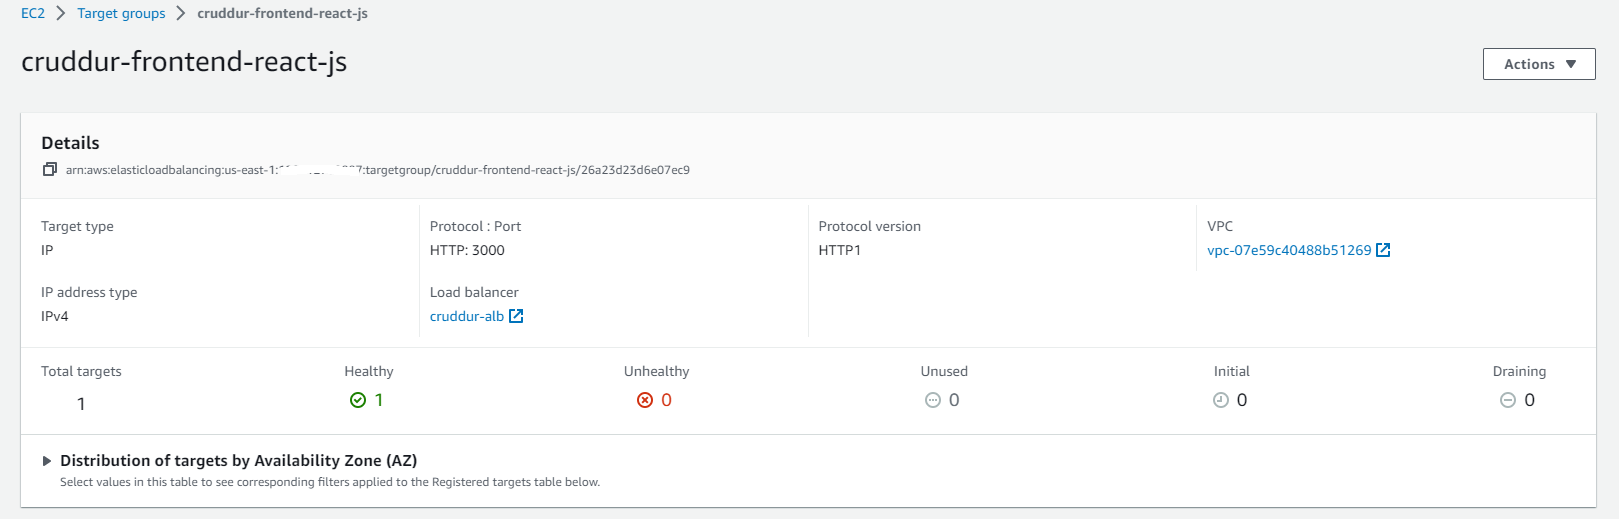 EC2 > Target groups > cruddur-frontend-react-js
cruddur-frontend-react-js
Actions
Details
arn:aws:elasticloadbalancing:us-east-1: :targetgroup/cruddur-frontend-react-js/26a23d23d6e07ec9
Target type Protocol : Port Protocol version VPC
IP HTTP: 3000 HTTP1 vpc-07e59c40488b51269
IP address type Load balancer
IPv4 cruddur-alb
Total targets Healthy Unhealthy Unused Initial Draining
1 1 0 0 0 0
Distribution of targets by Availability Zone (AZ)
Select values in this table to see corresponding filters applied to the Registered targets table below.